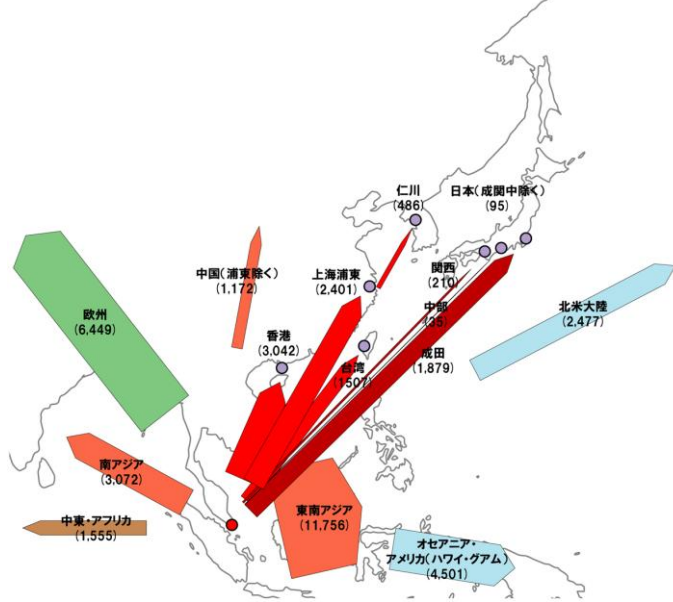 仁川
(486)
日本(成関中除く)
(95)
中国(浦東除く)
(1,172)
上海浦東
(2,401)
関西
(210)
欧州
(6,449)
中部
(35)
北米大陸
(2,477)
香港
(3,042)
台湾
(1507)
成田
(1,879)
南アジア
(3,072)
中東・アフリカ
(1,555)
東南アジア
(11,756)
オセアニア・
アメリカ(ハワイ・グアム)
(4,501)